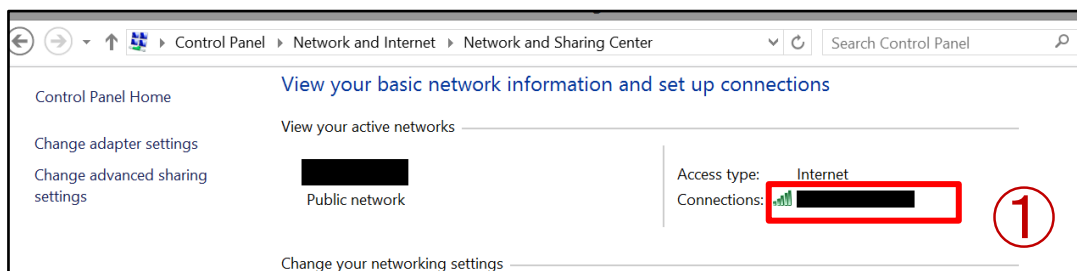 Control Panel ▸ Network and Internet ▸ Network and Sharing Center
Search Control Panel
Control Panel Home
Change adapter settings
Change advanced sharing
settings
View your basic network information and set up connections
View your active networks
Public network
Access type: Internet
Connections:
①
Change your networking settings